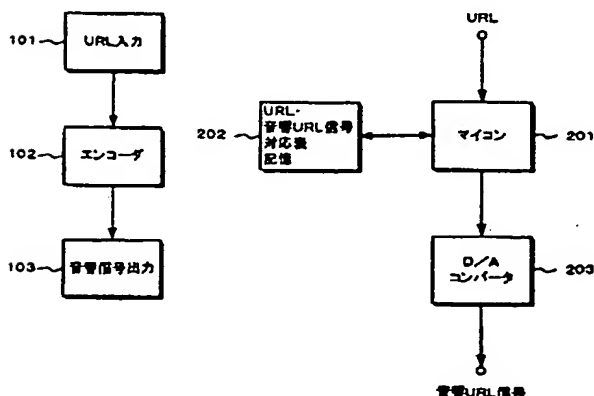 101
URL入力
102
エンコーダ
103
音響信号出力
URL
202
URL-
音響URL信号
対応表
記憶
マイコン
201
D/A
コンバータ
203
音響URL信号